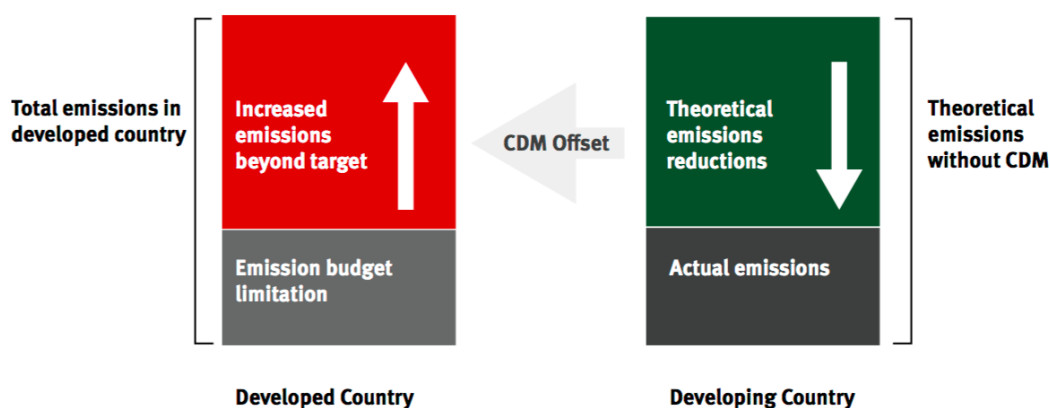 Total emissions in
developed country
Increased
emissions
beyond target
Emission budget
limitation
CDM Offset
Theoretical
emissions
reductions
Actual emissions
Theoretical
emissions
without CDM
Developed Country
Developing Country